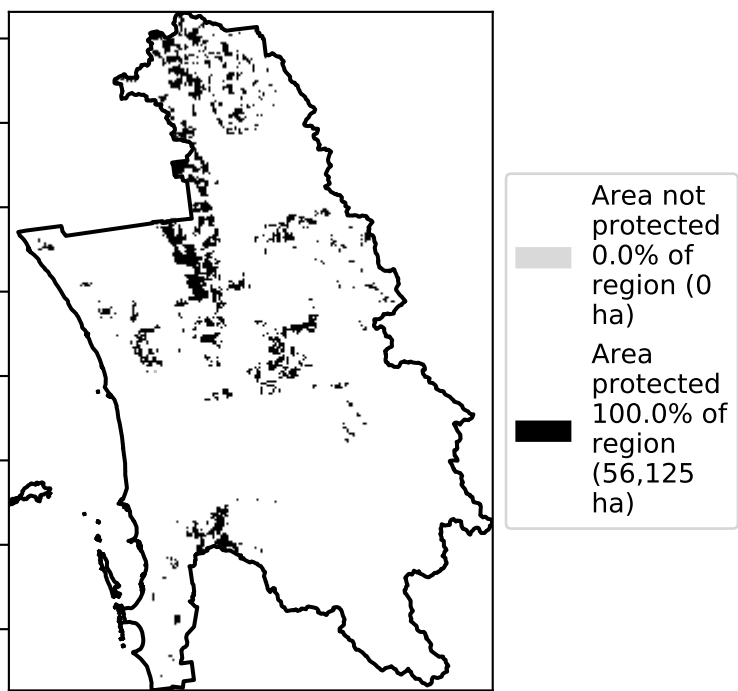 Area not
protected
0.0% of
region (0
ha)
Area
protected
100.0% of
region
(56,125
ha)